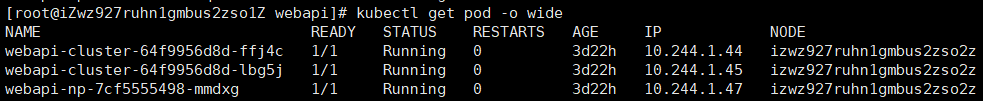 [root@iZwz927ruhn1gmbus2zso1Z webapi]# kubectl get pod -o wide
NAME READY STATUS RESTARTS AGE IP NODE
webapi-cluster-64f9956d8d-ffj4c 1/1 Running 0 3d22h 10.244.1.44 izwz927ruhn1gmbus2zso2z
webapi-cluster-64f9956d8d-lbg5j 1/1 Running 0 3d22h 10.244.1.45 izwz927ruhn1gmbus2zso2z
webapi-np-7cf5555498-mmdxg 1/1 Running 0 3d22h 10.244.1.47 izwz927ruhn1gmbus2zso2z